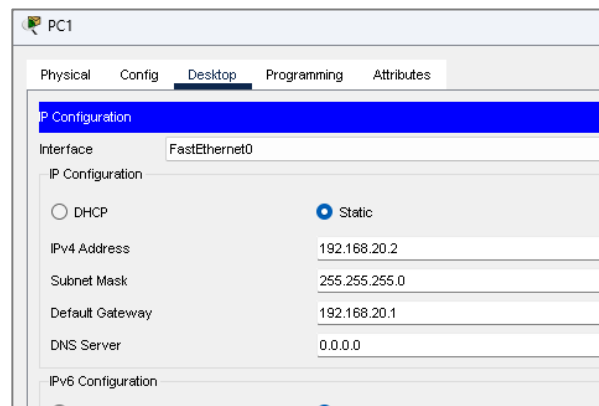 PC1
Physical Config Desktop Programming Attributes
IP Configuration
Interface FastEthernet0
IP Configuration
DHCP Static
IPv4 Address 192.168.20.2
Subnet Mask 255.255.255.0
Default Gateway 192.168.20.1
DNS Server 0.0.0.0
IPv6 Configuration